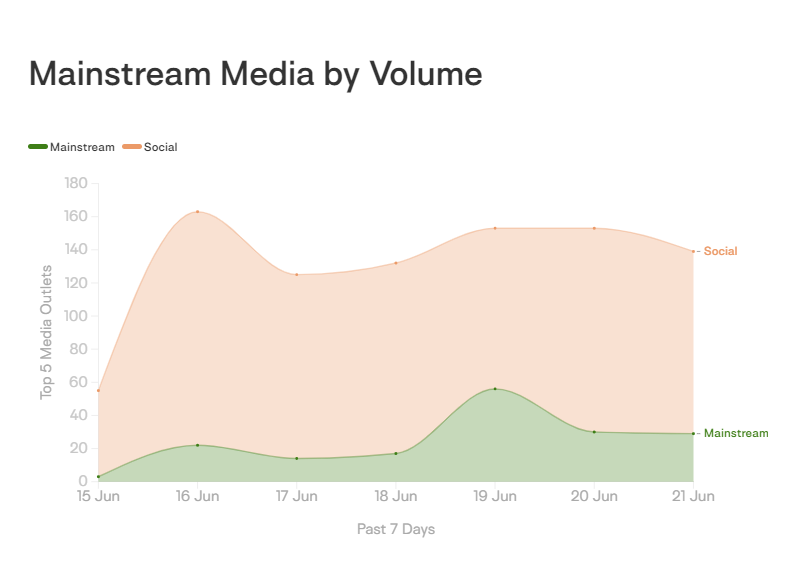 Mainstream Media by Volume
Mainstream Social
180
160
140
120
100
80
60
40
20
0
Top 5 Media Outlets
Social
Mainstream
15 Jun 16 Jun 17 Jun 18 Jun 19 Jun 20 Jun 21 Jun
Past 7 Days